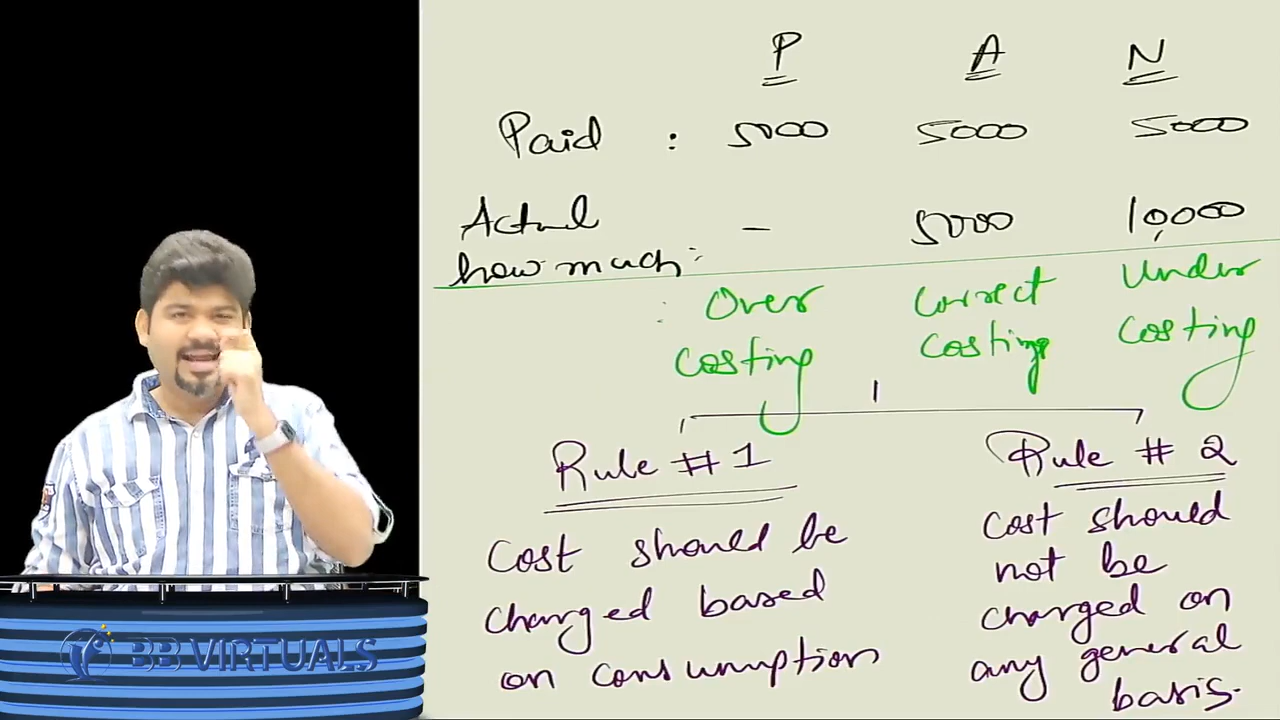 P A N
Paid : 5000 5000 5000
Actual
how much : - 5000 10,000
: Over Correct Under
Costing Costing Costing
Rule # 1 Rule # 2
Cost should be
charged based
on consumption
Cost should
not be
charged on
any general
basis.
BB VIRTUALS